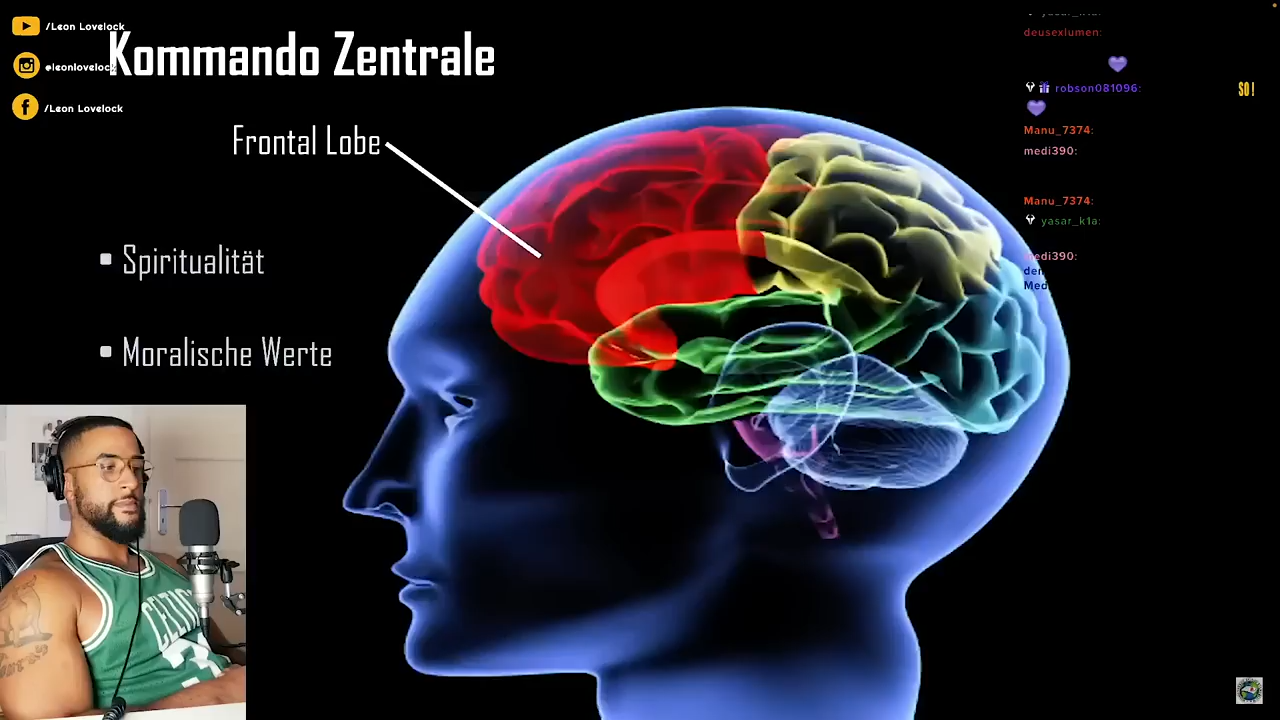 /Leon Lovelock
@leonlovelock
/Leon Lovelock
Kommando Zentrale
Frontal Lobe
▪ Spiritualität
▪ Moralische Werte
deusexlumen:
robson081096:
Manu_7374:
medi390:
Manu_7374:
yasar_k1a:
medi390:
SO!
CELTIC